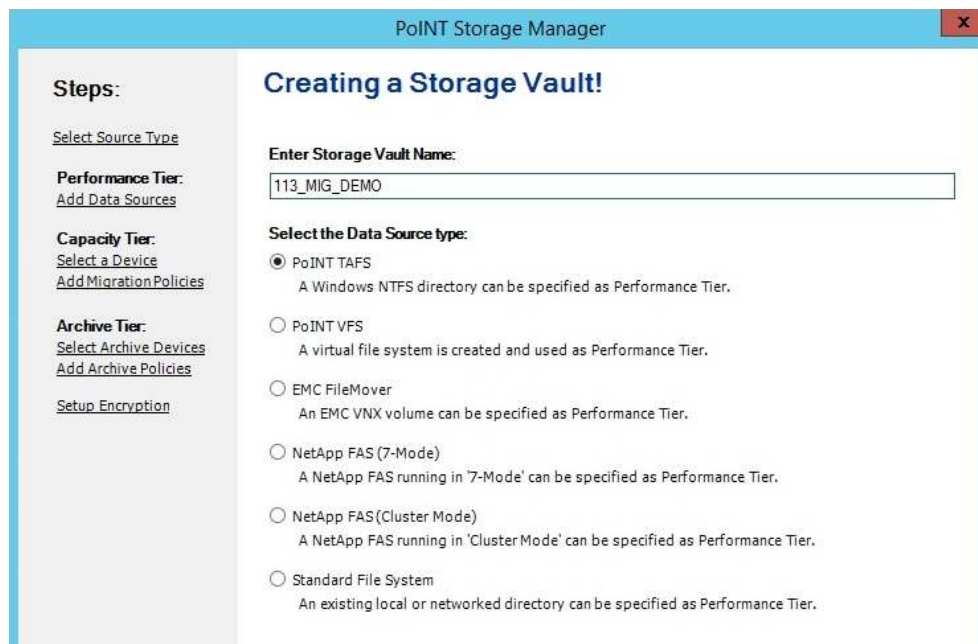 PoINT Storage Manager
x
Steps:
Select Source Type
Performance Tier:
Add Data Sources
Capacity Tier:
Select a Device
Add Migration Policies
Archive Tier:
Select Archive Devices
Add Archive Policies
Setup Encryption
Creating a Storage Vault!
Enter Storage Vault Name:
113_MIG_DEMO
Select the Data Source type:
PoINT TAFS
A Windows NTFS directory can be specified as Performance Tier.
PoINT VFS
A virtual file system is created and used as Performance Tier.
EMC FileMover
An EMC VNX volume can be specified as Performance Tier.
NetApp FAS (7-Mode)
A NetApp FAS running in '7-Mode' can be specified as Performance Tier.
NetApp FAS (Cluster Mode)
A NetApp FAS running in 'Cluster Mode' can be specified as Performance Tier.
Standard File System
An existing local or networked directory can be specified as Performance Tier.